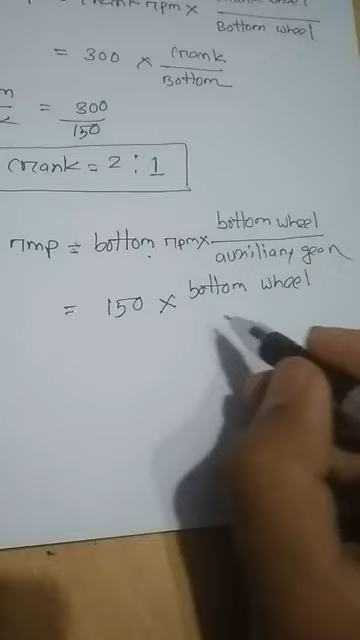 rpm × 
Bottom wheel
= 300 × Crank
Bottom
= 300
150
Crank = 2 : 1
rmp = bottom rpm × bottom wheel
auxiliary gear
= 150 × bottom wheel